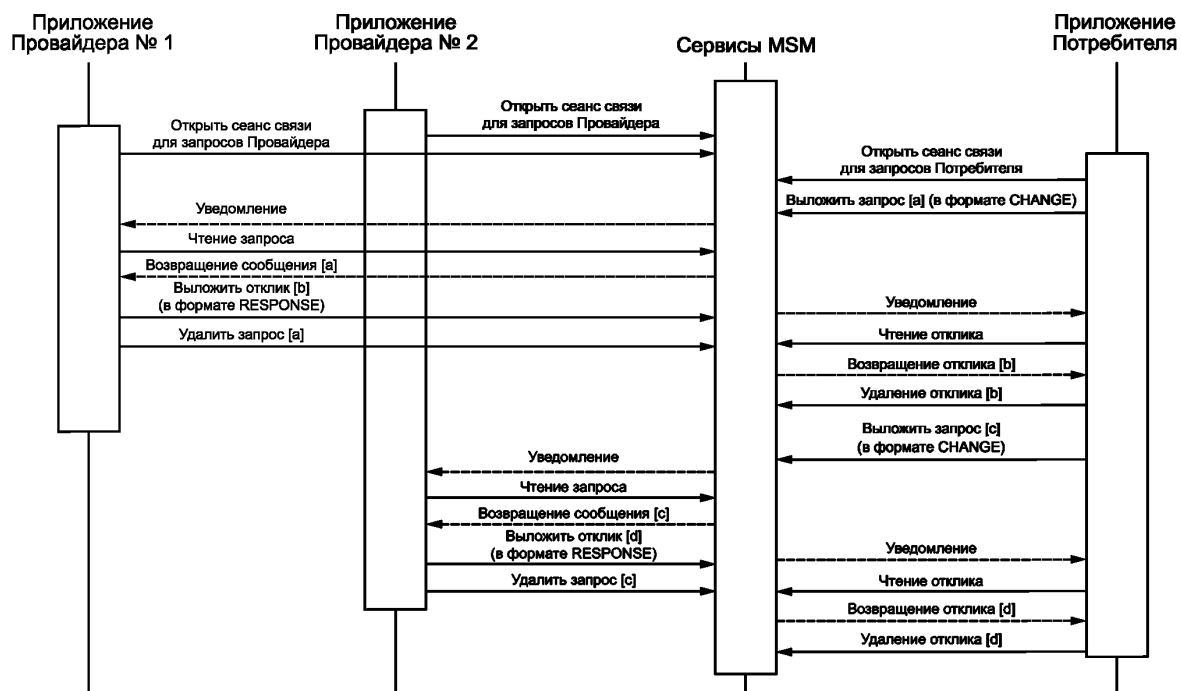 Приложение
Провайдера № 1
Приложение
Провайдера № 2
Сервисы MSM
Приложение
Потребителя
Открыть сеанс связи
для запросов Провайдера
Открыть сеанс связи
для запросов Провайдера
Открыть сеанс связи
для запросов Потребителя
Выложить запрос [a] (в формате CHANGE)
Уведомление
Чтение запроса
Возвращение сообщения [a]
Выложить отклик [b]
(в формате RESPONSE)
Уведомление
Удалить запрос [a]
Чтение отклика
Возвращение отклика [b]
Удаление отклика [b]
Выложить запрос [c]
(в формате CHANGE)
Уведомление
Чтение запроса
Возвращение сообщения [c]
Выложить отклик [d]
(в формате RESPONSE)
Уведомление
Удалить запрос [c]
Чтение отклика
Возвращение отклика [d]
Удаление отклика [d]